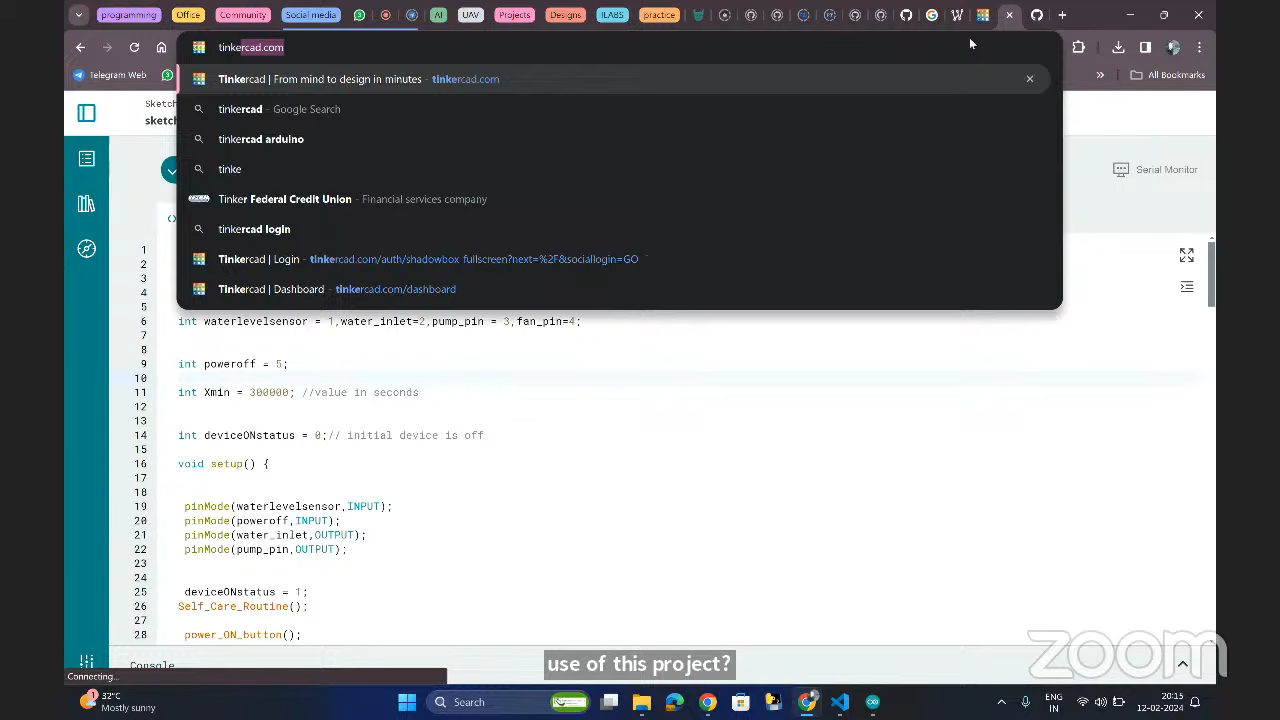 programming Office Community Social media AI UAV Projects Designs ILABS practice
tinkercad.com
Telegram Web
Tinkercad | From mind to design in minutes - tinkercad.com
All Bookmarks
Sketch
tinkercad - Google Search
sketch
tinkercad arduino
tinke
Serial Monitor
Tinker Federal Credit Union - Financial services company
tinkercad login
Tinkercad | Login - tinkercad.com/auth/shadowbox-fullscreen?next=%2F&sociallogin=GO
Tinkercad | Dashboard - tinkercad.com/dashboard
1
2
3
4
5
6 int waterlevelsensor = 1,water_inlet=2,pump_pin = 3,fan_pin=4;
7
8
9 int poweroff = 5;
10
11 int Xmin = 300000; //value in seconds
12
13
14 int deviceONstatus = 0;// initial device is off
15
16 void setup() {
17
18
19 pinMode(waterlevelsensor,INPUT);
20 pinMode(poweroff,INPUT);
21 pinMode(water_inlet,OUTPUT);
22 pinMode(pump_pin,OUTPUT);
23
24
25 deviceONstatus = 1;
26 Self_Care_Routine();
27
28 power_ON_button();
Console
use of this project?
zoom
Connecting...
32°C
Mostly sunny
Search
ENG
IN
20:15
12-02-2024